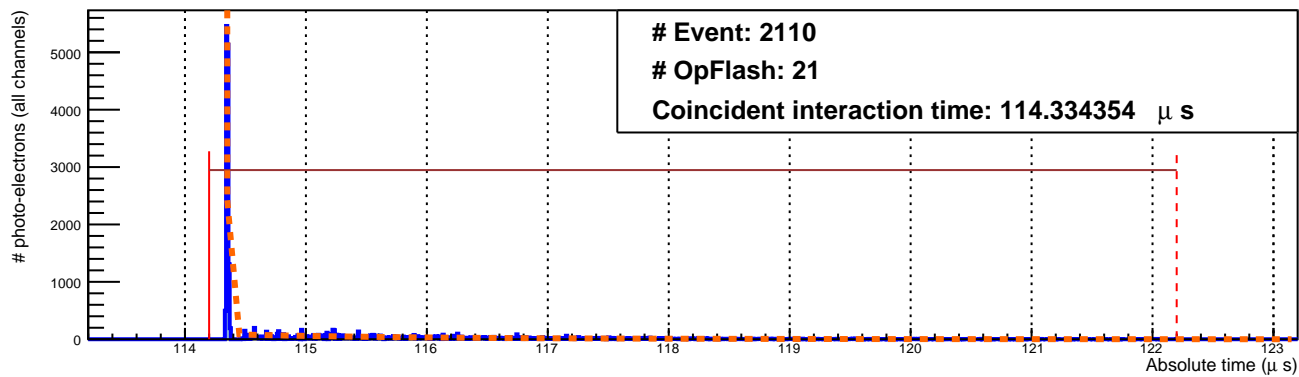 # Event: 2110
# OpFlash: 21
Coincident interaction time: 114.334354 μ s
# photo-electrons (all channels)
5000
4000
3000
2000
1000
0
114 115 116 117 118 119 120 121 122 123
Absolute time (μ s)